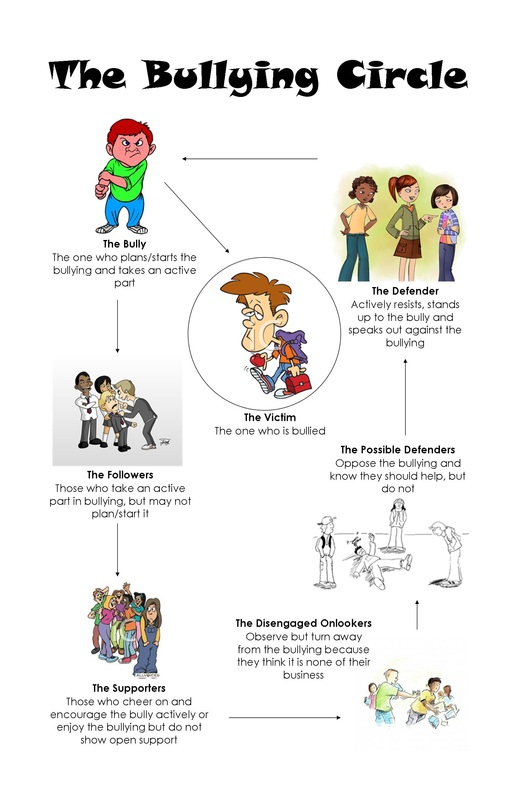 The Bullying Circle
The Bully
The one who plans/starts the
bullying and takes an active
part
The Defender
Actively resists, stands
up to the bully and
speaks out against the
bullying
The Victim
The one who is bullied
The Followers
Those who take an active
part in bullying, but may not
plan/start it
The Possible Defenders
Oppose the bullying and
know they should help, but
do not
The Supporters
Those who cheer on and
encourage the bully actively or
enjoy the bullying but do not
show open support
The Disengaged Onlookers
Observe but turn away
from the bullying because
they think it is none of their
business